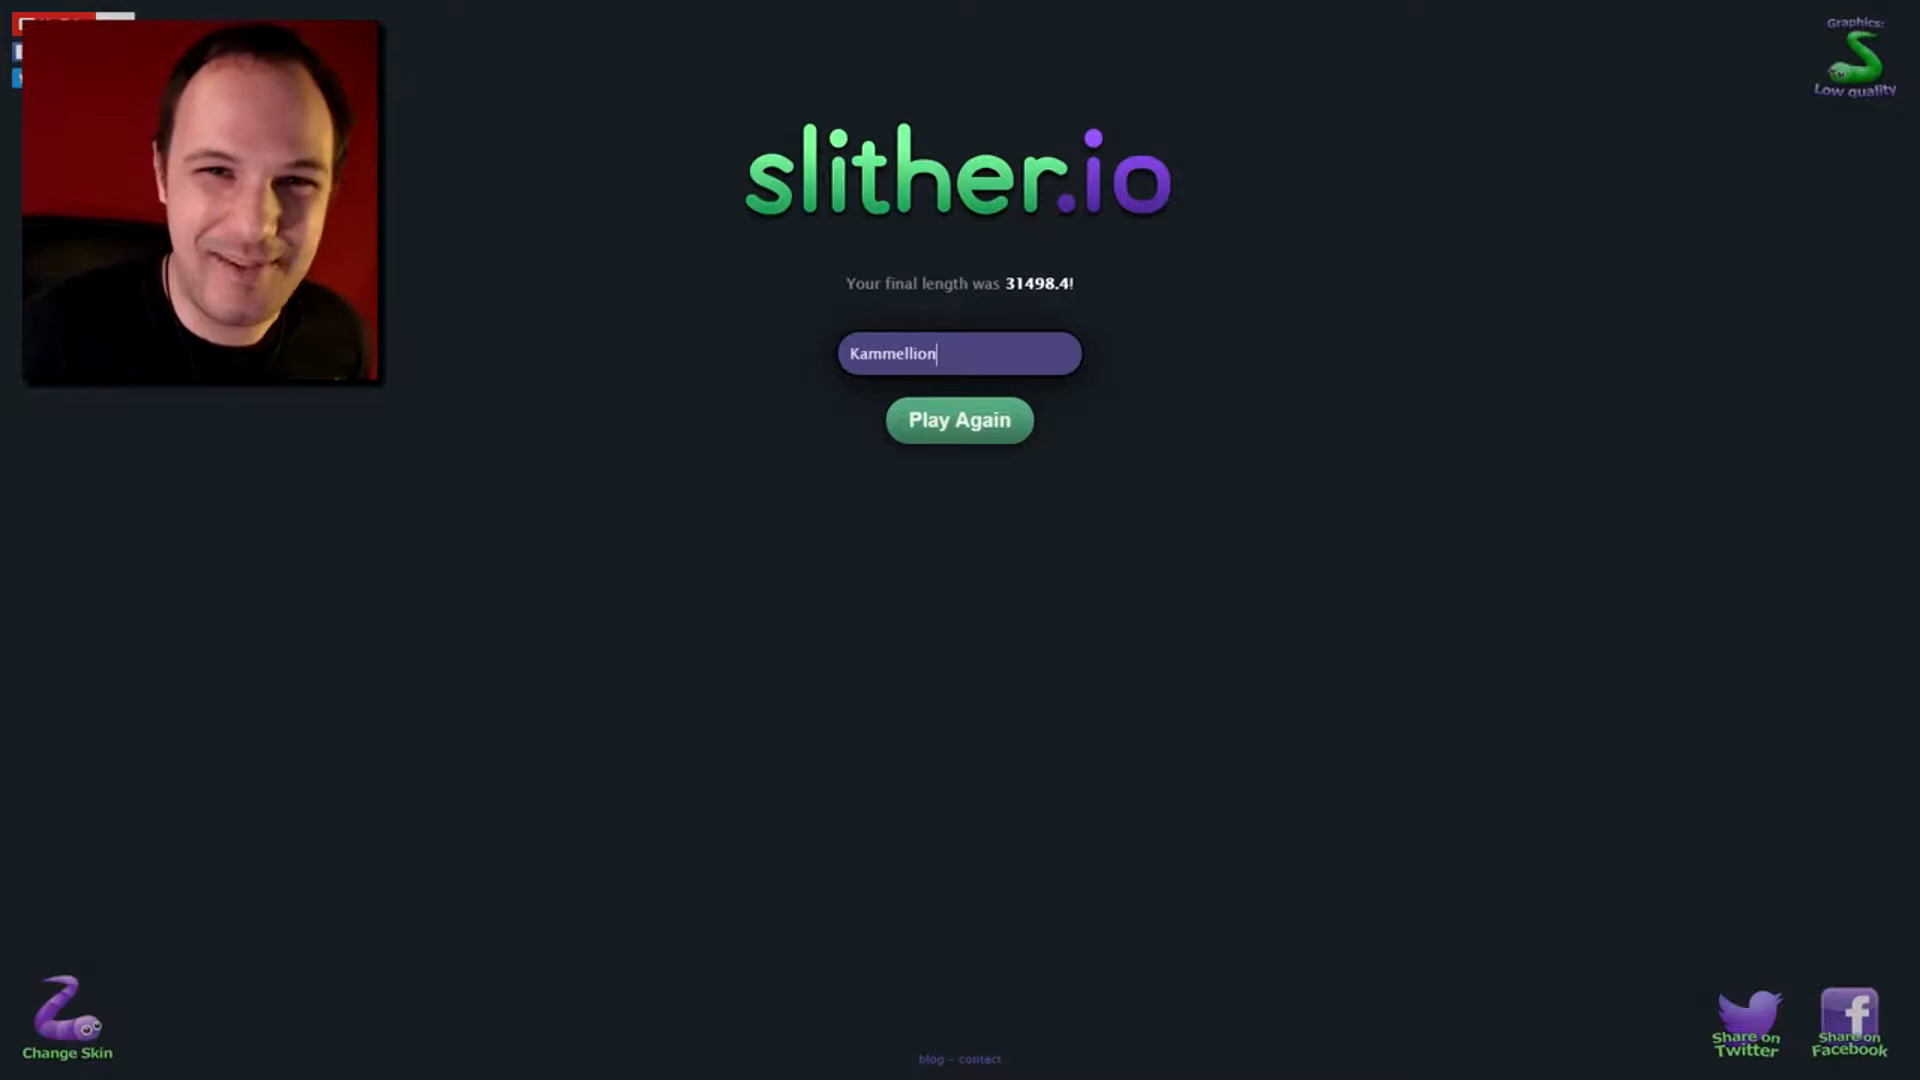 Graphics:
Low quality
slither.io
Your final length was 31498.4!
Kammellion
Play Again
Change Skin
blog - contact
Share on
Twitter
Share on
Facebook